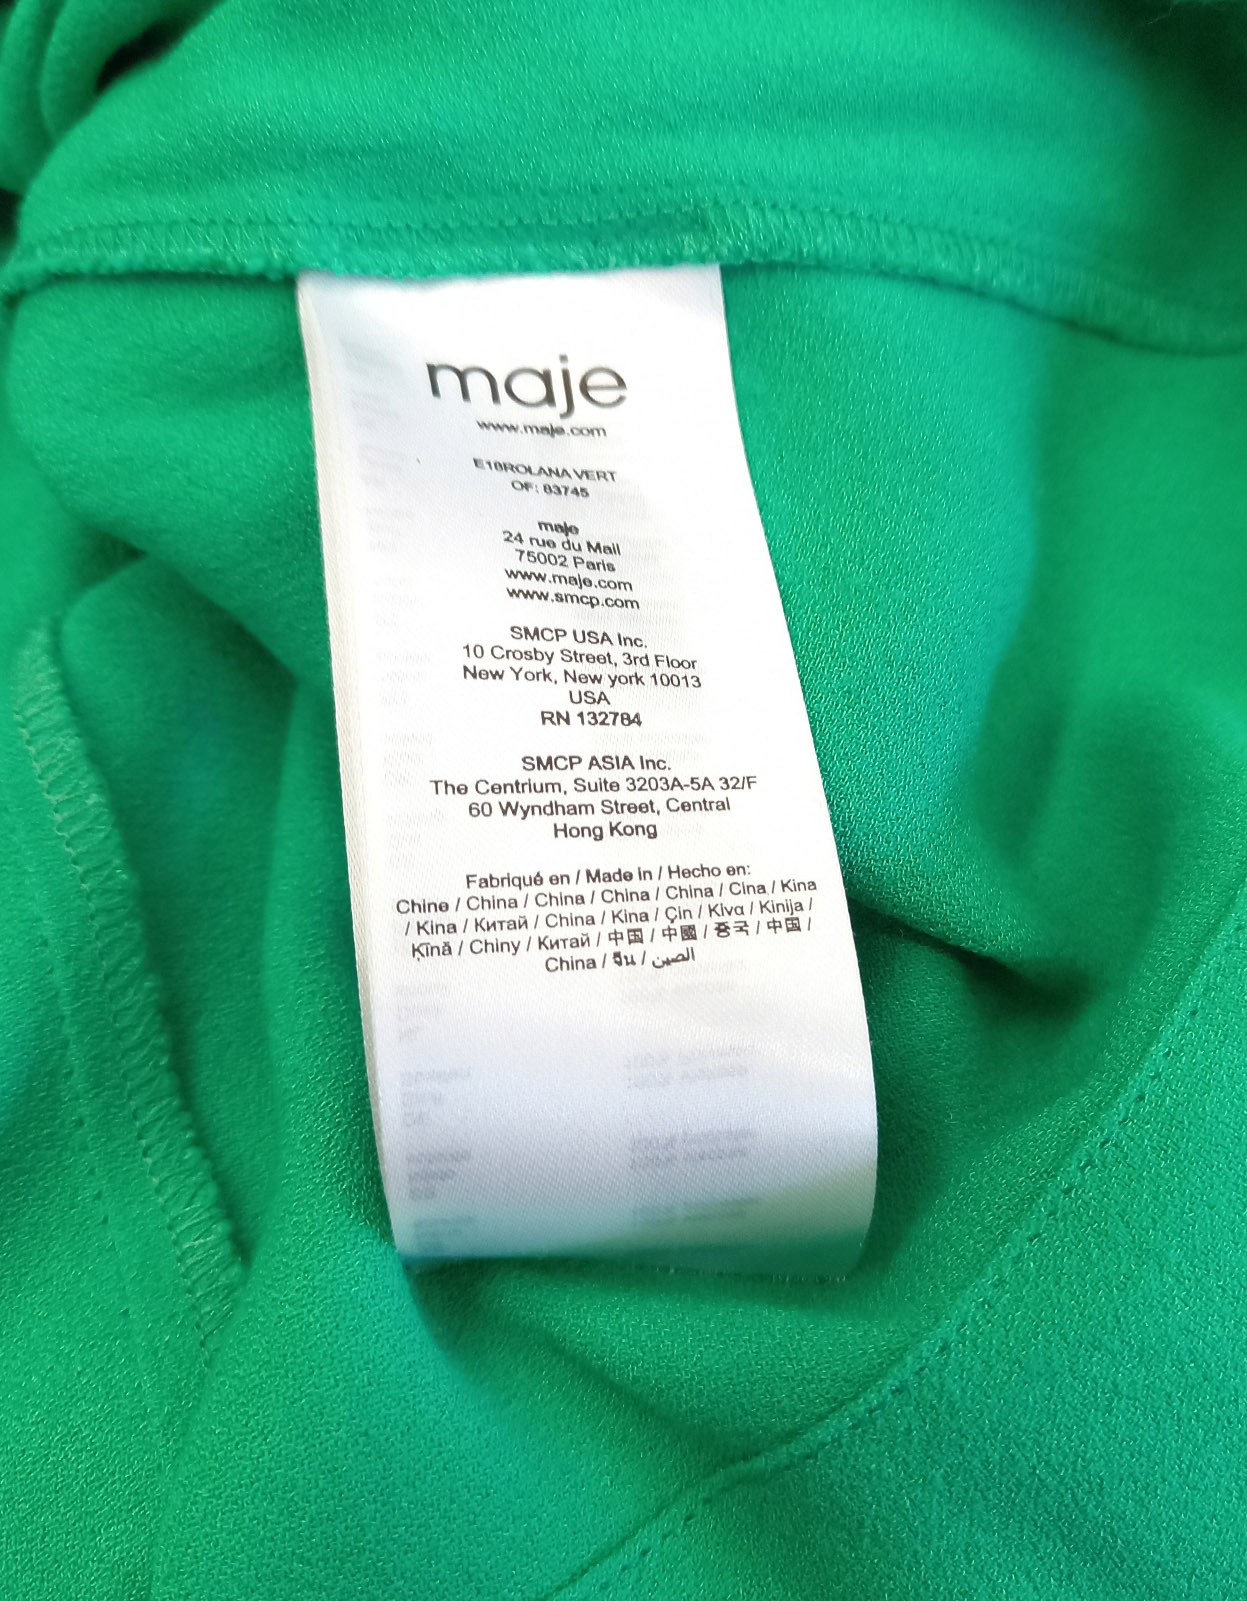 maje
www.maje.com
E18ROLANA VERT
OF: 83745
maje
24 rue du Mail
75002 Paris
www.maje.com
www.smcp.com
SMCP USA Inc.
10 Crosby Street, 3rd Floor
New York, New york 10013
USA
RN 132784
SMCP ASIA Inc.
The Centrium, Suite 3203A-5A 32/F
60 Wyndham Street, Central
Hong Kong
Fabriqué en / Made in / Hecho en:
Chine / China / China / China / China / Cina / Kina
/ Kina / Китай / China / Kina / Çin / Kίνα / Kinija /
Ķīnā / Chiny / Китай / 中国 / 中國 / 중국 / 中国 /
China / จีน / الصين